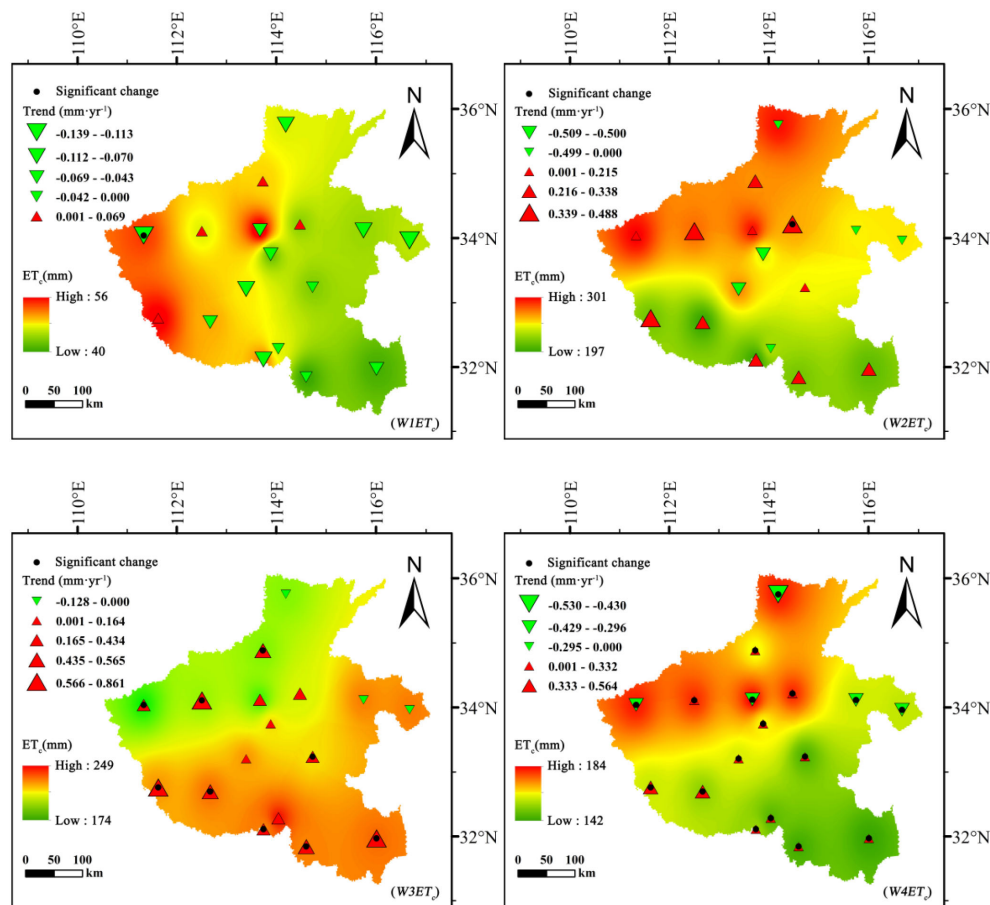 110°E 112°E 114°E 116°E
Significant change
Trend (mm·yr⁻¹)
-0.139 - -0.113
-0.112 - -0.070
-0.069 - -0.043
-0.042 - 0.000
0.001 - 0.069
ETc(mm)
High : 56
Low : 40
0 50 100
km
N
36°N
34°N
32°N
(W1ETc)
110°E 112°E 114°E 116°E
Significant change
Trend (mm·yr⁻¹)
-0.509 - -0.500
-0.499 - 0.000
0.001 - 0.215
0.216 - 0.338
0.339 - 0.488
ETc(mm)
High : 301
Low : 197
0 50 100
km
N
36°N
34°N
32°N
(W2ETc)
110°E 112°E 114°E 116°E
Significant change
Trend (mm·yr⁻¹)
-0.128 - 0.000
0.001 - 0.164
0.165 - 0.434
0.435 - 0.565
0.566 - 0.861
ETc(mm)
High : 249
Low : 174
0 50 100
km
N
36°N
34°N
32°N
(W3ETc)
110°E 112°E 114°E 116°E
Significant change
Trend (mm·yr⁻¹)
-0.530 - -0.430
-0.429 - -0.296
-0.295 - 0.000
0.001 - 0.332
0.333 - 0.564
ETc(mm)
High : 184
Low : 142
0 50 100
km
N
36°N
34°N
32°N
(W4ETc)